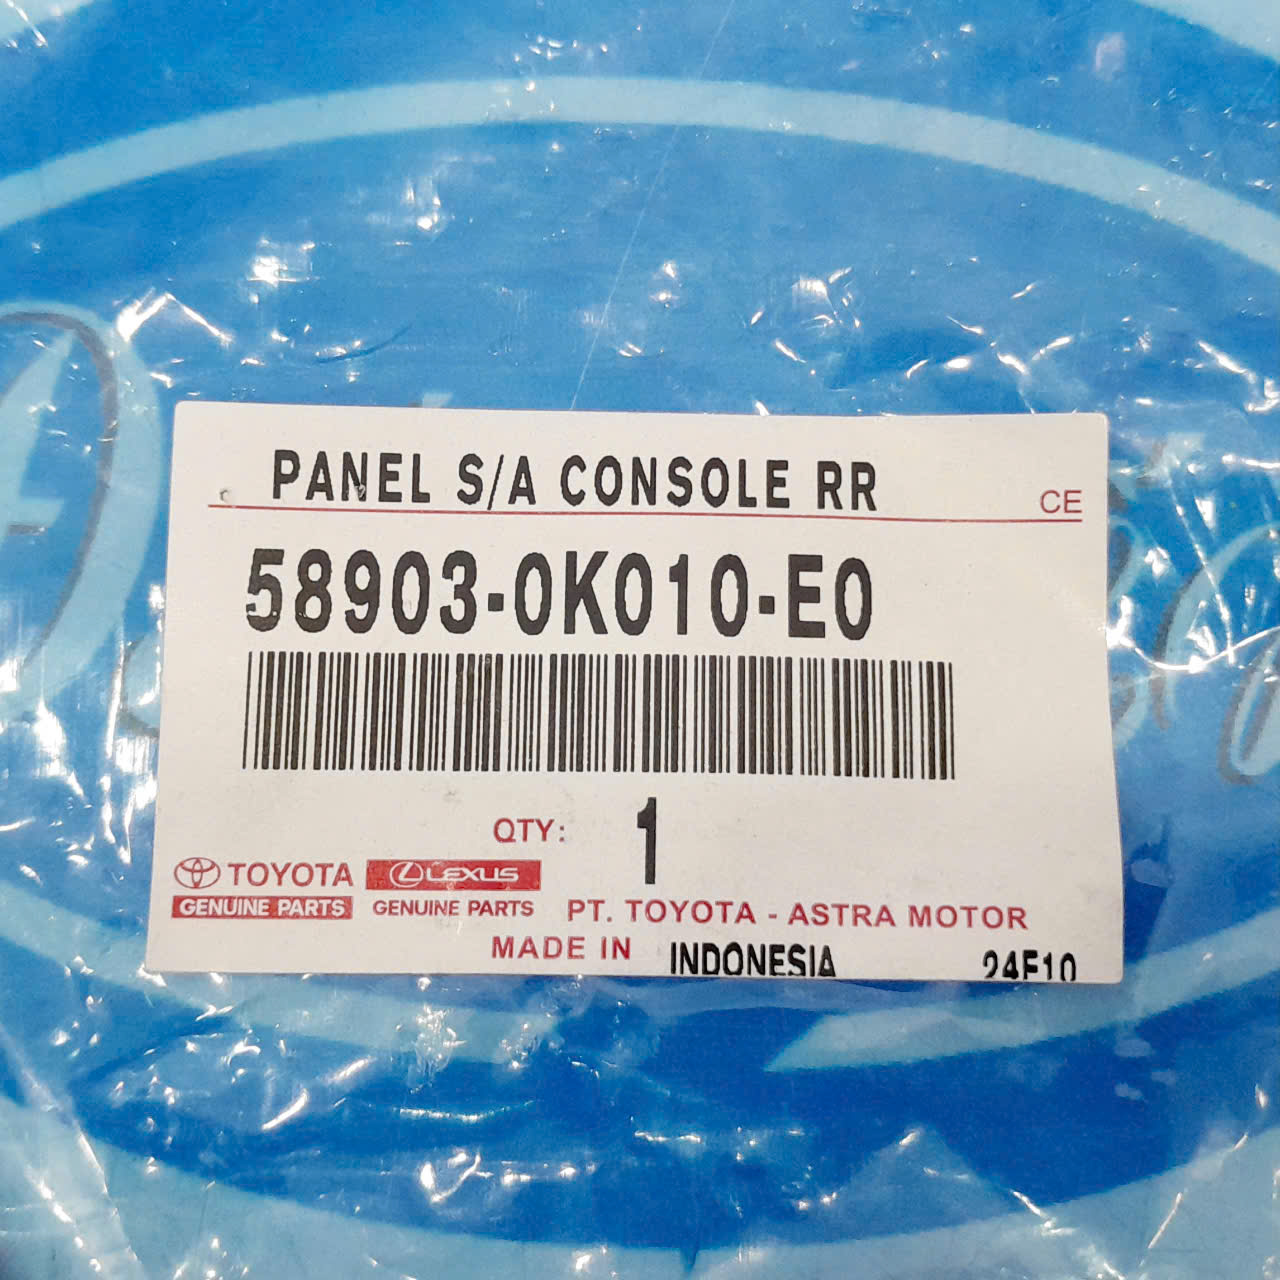 PANEL S/A CONSOLE RR
CE
58903-0K010-E0
QTY: 1
TOYOTA LEXUS
GENUINE PARTS GENUINE PARTS PT. TOYOTA - ASTRA MOTOR
MADE IN INDONESIA 24F10